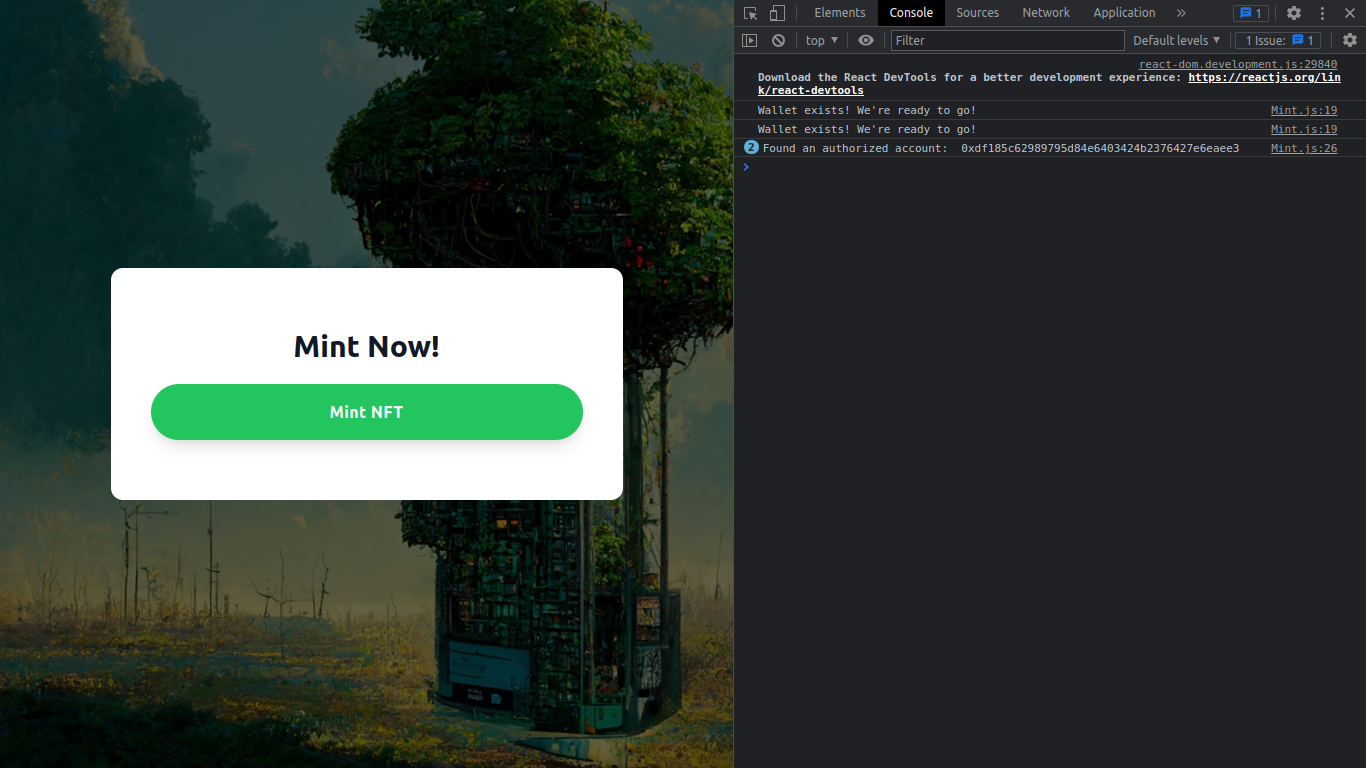 Mint Now!
Mint NFT
Elements Console Sources Network Application » 1
top ▼ Filter Default levels ▼ 1 Issue: 1
react-dom.development.js:29840
Download the React DevTools for a better development experience: https://reactjs.org/lin
k/react-devtools
Wallet exists! We're ready to go! Mint.js:19
Wallet exists! We're ready to go! Mint.js:19
2 Found an authorized account: 0xdf185c62989795d84e6403424b2376427e6eaee3 Mint.js:26
>